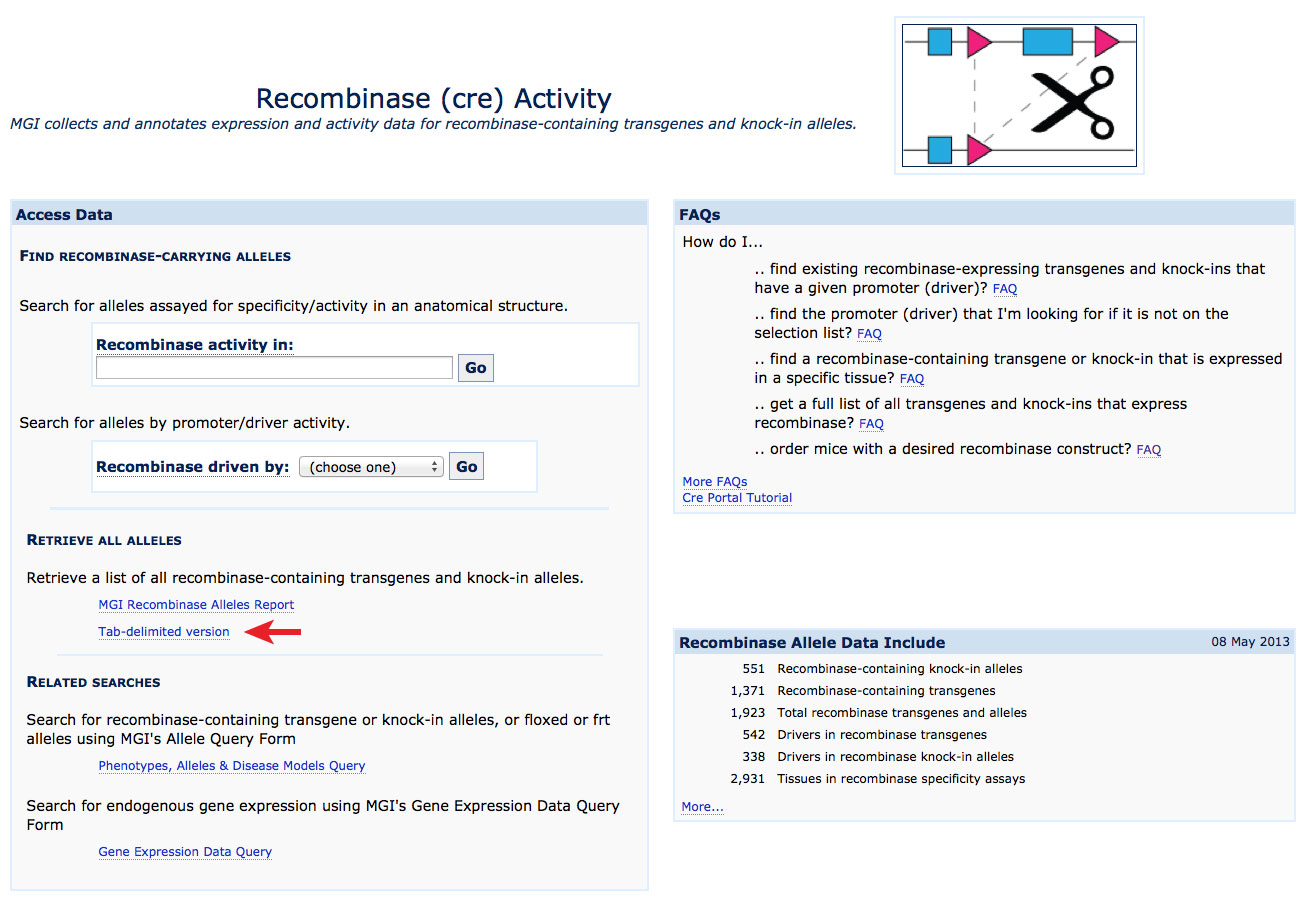 Recombinase (cre) Activity
MGI collects and annotates expression and activity data for recombinase-containing transgenes and knock-in alleles.
Access Data
FIND RECOMBINASE-CARRYING ALLELES
Search for alleles assayed for specificity/activity in an anatomical structure.
Recombinase activity in:
Go
Search for alleles by promoter/driver activity.
Recombinase driven by: (choose one) Go
RETRIEVE ALL ALLELES
Retrieve a list of all recombinase-containing transgenes and knock-in alleles.
MGI Recombinase Alleles Report
Tab-delimited version
RELATED SEARCHES
Search for recombinase-containing transgene or knock-in alleles, or floxed or frt
alleles using MGI's Allele Query Form
Phenotypes, Alleles & Disease Models Query
Search for endogenous gene expression using MGI's Gene Expression Data Query
Form
Gene Expression Data Query
FAQs
How do I...
.. find existing recombinase-expressing transgenes and knock-ins that
have a given promoter (driver)? FAQ
.. find the promoter (driver) that I'm looking for if it is not on the
selection list? FAQ
.. find a recombinase-containing transgene or knock-in that is expressed
in a specific tissue? FAQ
.. get a full list of all transgenes and knock-ins that express
recombinase? FAQ
.. order mice with a desired recombinase construct? FAQ
More FAQs
Cre Portal Tutorial
Recombinase Allele Data Include 08 May 2013
551 Recombinase-containing knock-in alleles
1,371 Recombinase-containing transgenes
1,923 Total recombinase transgenes and alleles
542 Drivers in recombinase transgenes
338 Drivers in recombinase knock-in alleles
2,931 Tissues in recombinase specificity assays
More...